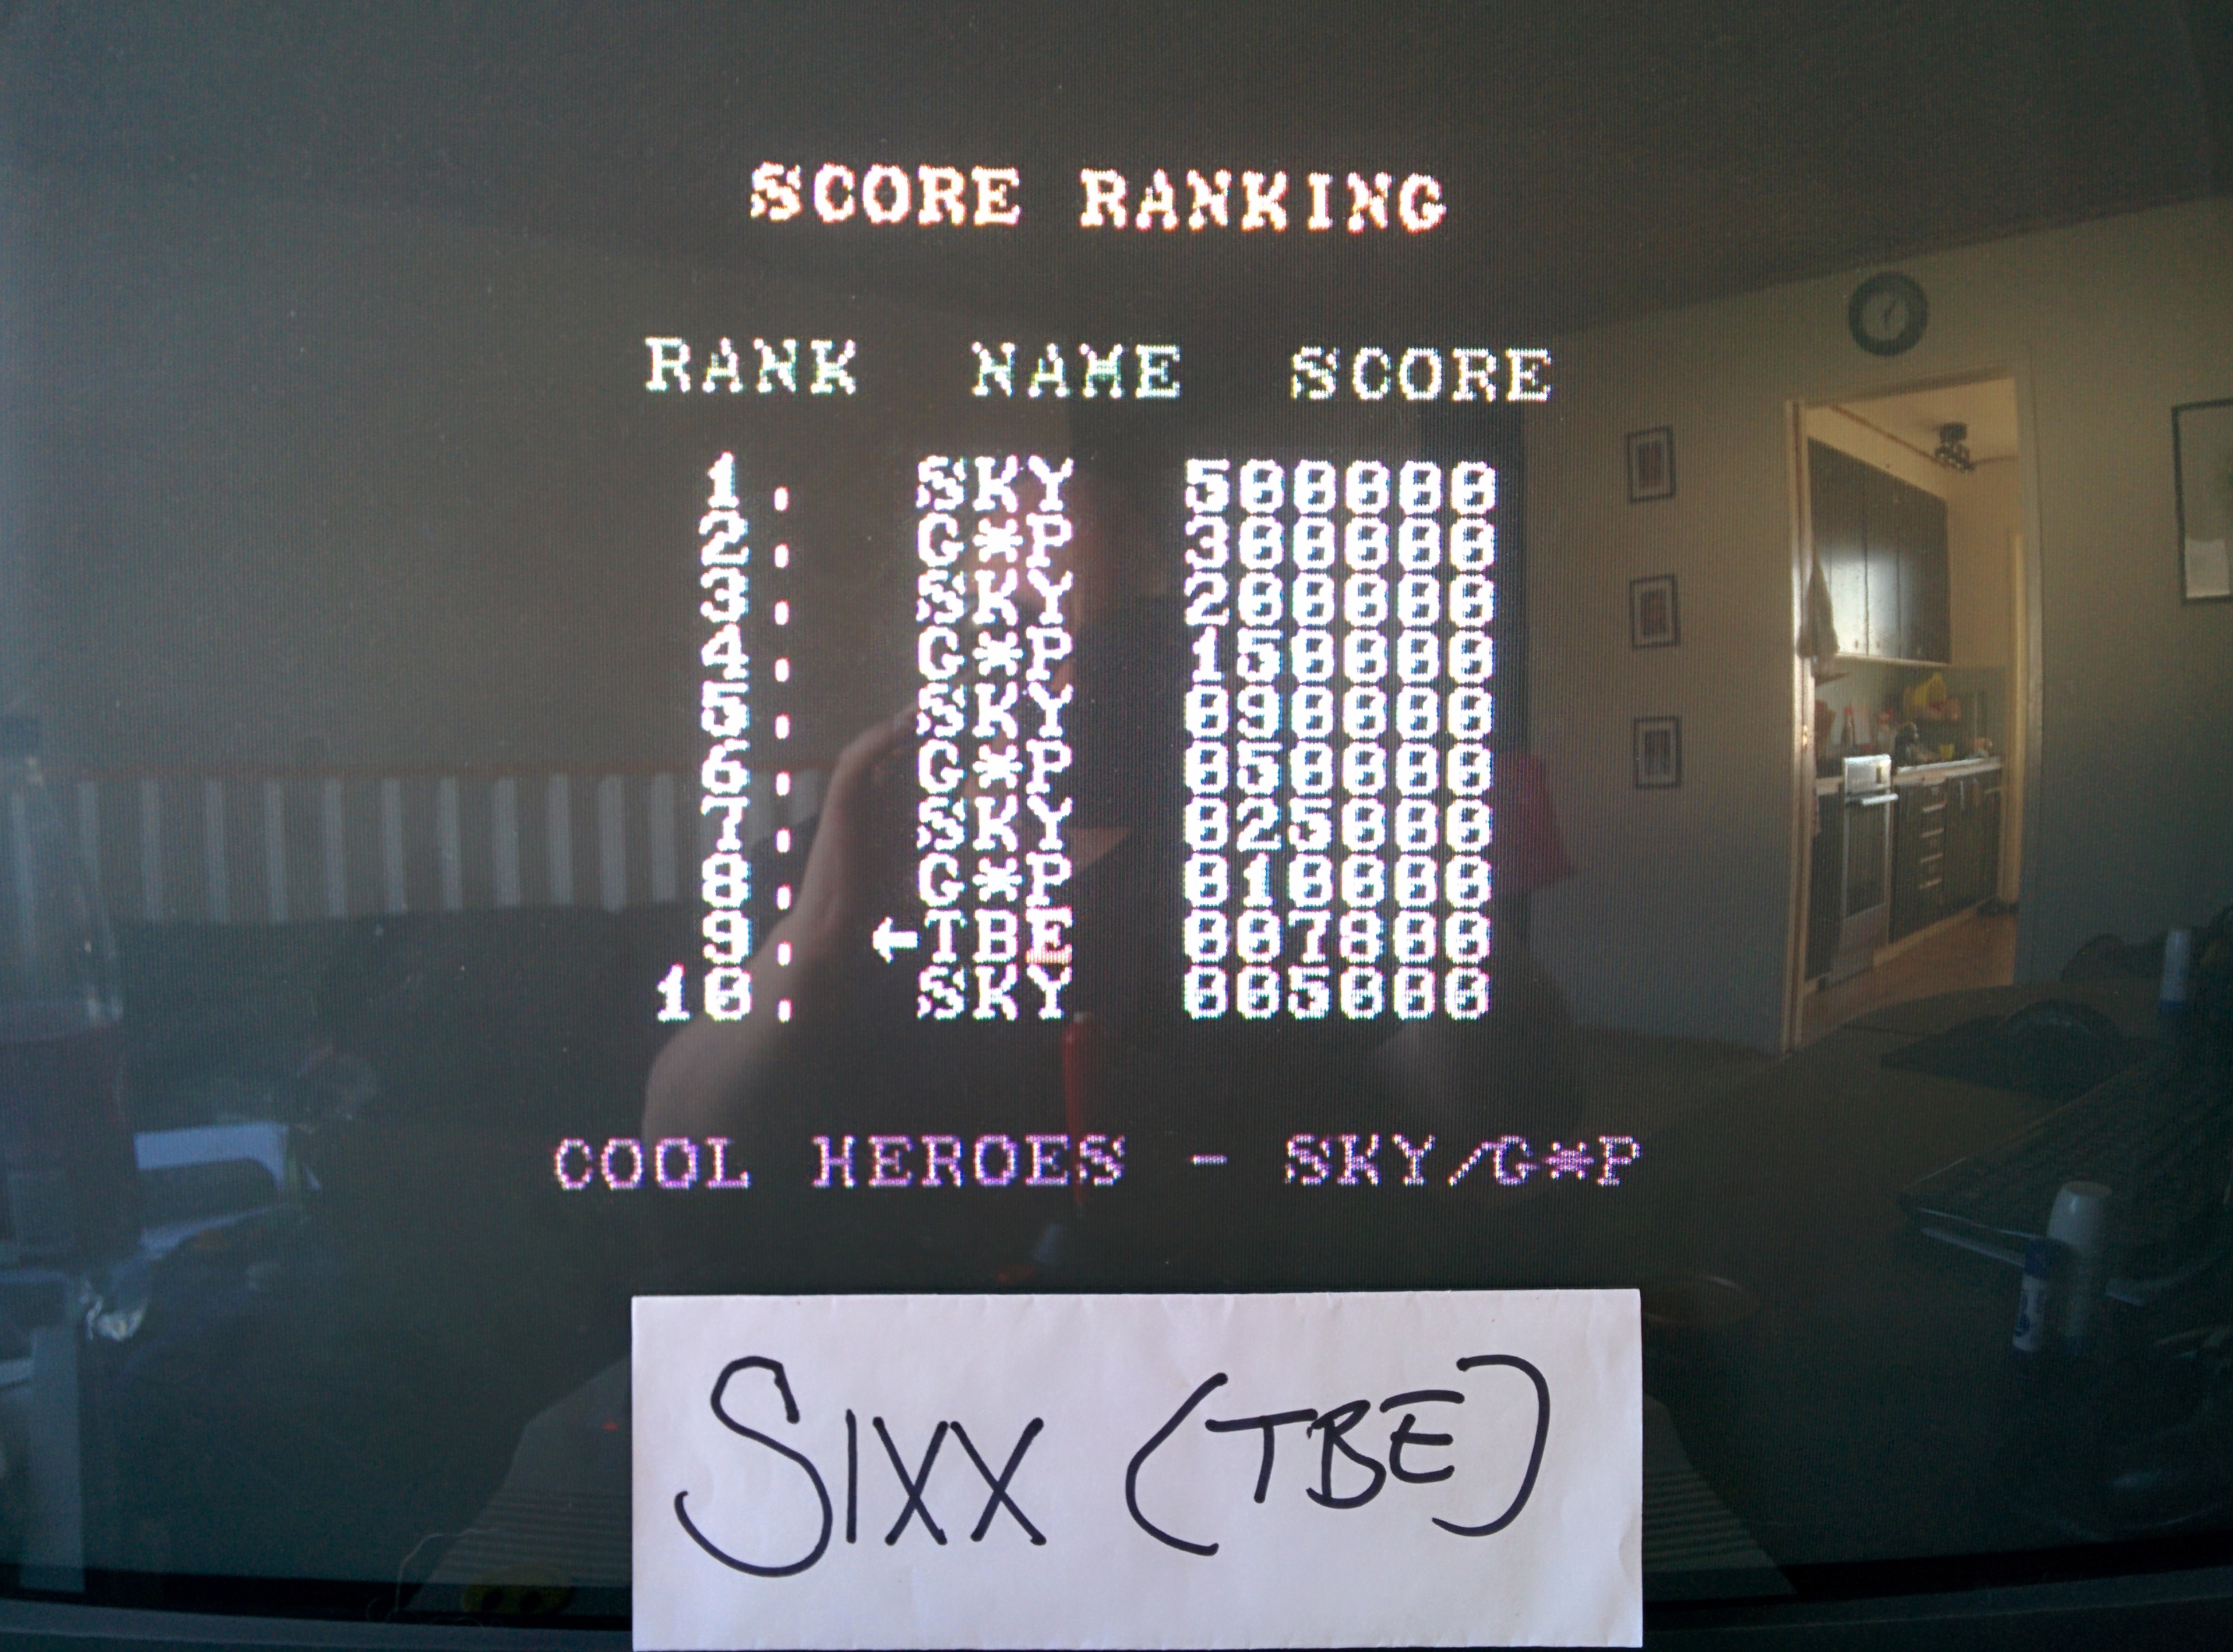 SCORE RANKING
RANK NAME SCORE
1. SKY 500000
2. G*P 300000
3. SKY 200000
4. G*P 150000
5. SKY 090000
6. G*P 050000
7. SKY 025000
8. G*P 010000
9. ←TBE 007800
10. SKY 005000
COOL HEROES - SKY/G*P
SIXX (TBE)